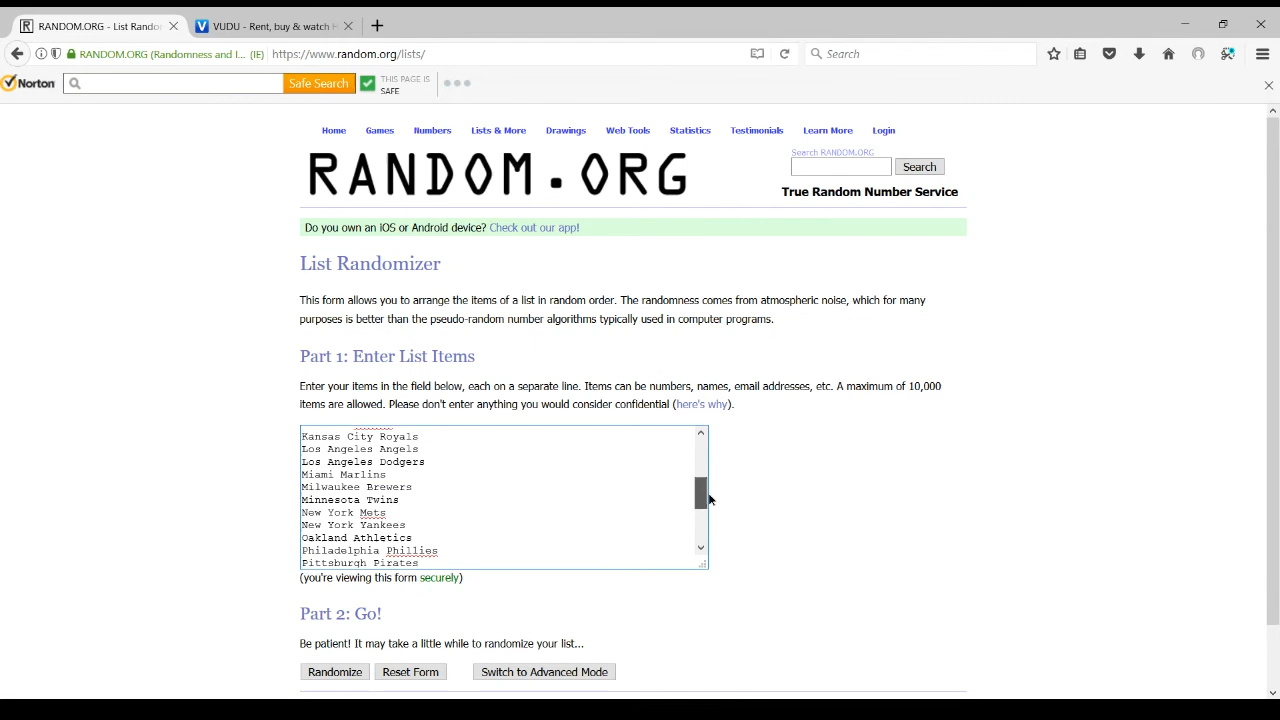 RANDOM.ORG - List Rando
VUDU - Rent, buy & watch
RANDOM.ORG (Randomness and I... (IE)
https://www.random.org/lists/
Search
Norton
Safe Search
THIS PAGE IS
SAFE
Home Games Numbers Lists & More Drawings Web Tools Statistics Testimonials Learn More Login
RANDOM.ORG
Search RANDOM.ORG
Search
True Random Number Service
Do you own an iOS or Android device? Check out our app!
List Randomizer
This form allows you to arrange the items of a list in random order. The randomness comes from atmospheric noise, which for many
purposes is better than the pseudo-random number algorithms typically used in computer programs.
Part 1: Enter List Items
Enter your items in the field below, each on a separate line. Items can be numbers, names, email addresses, etc. A maximum of 10,000
items are allowed. Please don't enter anything you would consider confidential (here's why).
Kansas City Royals
Los Angeles Angels
Los Angeles Dodgers
Miami Marlins
Milwaukee Brewers
Minnesota Twins
New York Mets
New York Yankees
Oakland Athletics
Philadelphia Phillies
Pittsburgh Pirates
(you're viewing this form securely)
Part 2: Go!
Be patient! It may take a little while to randomize your list...
Randomize Reset Form Switch to Advanced Mode